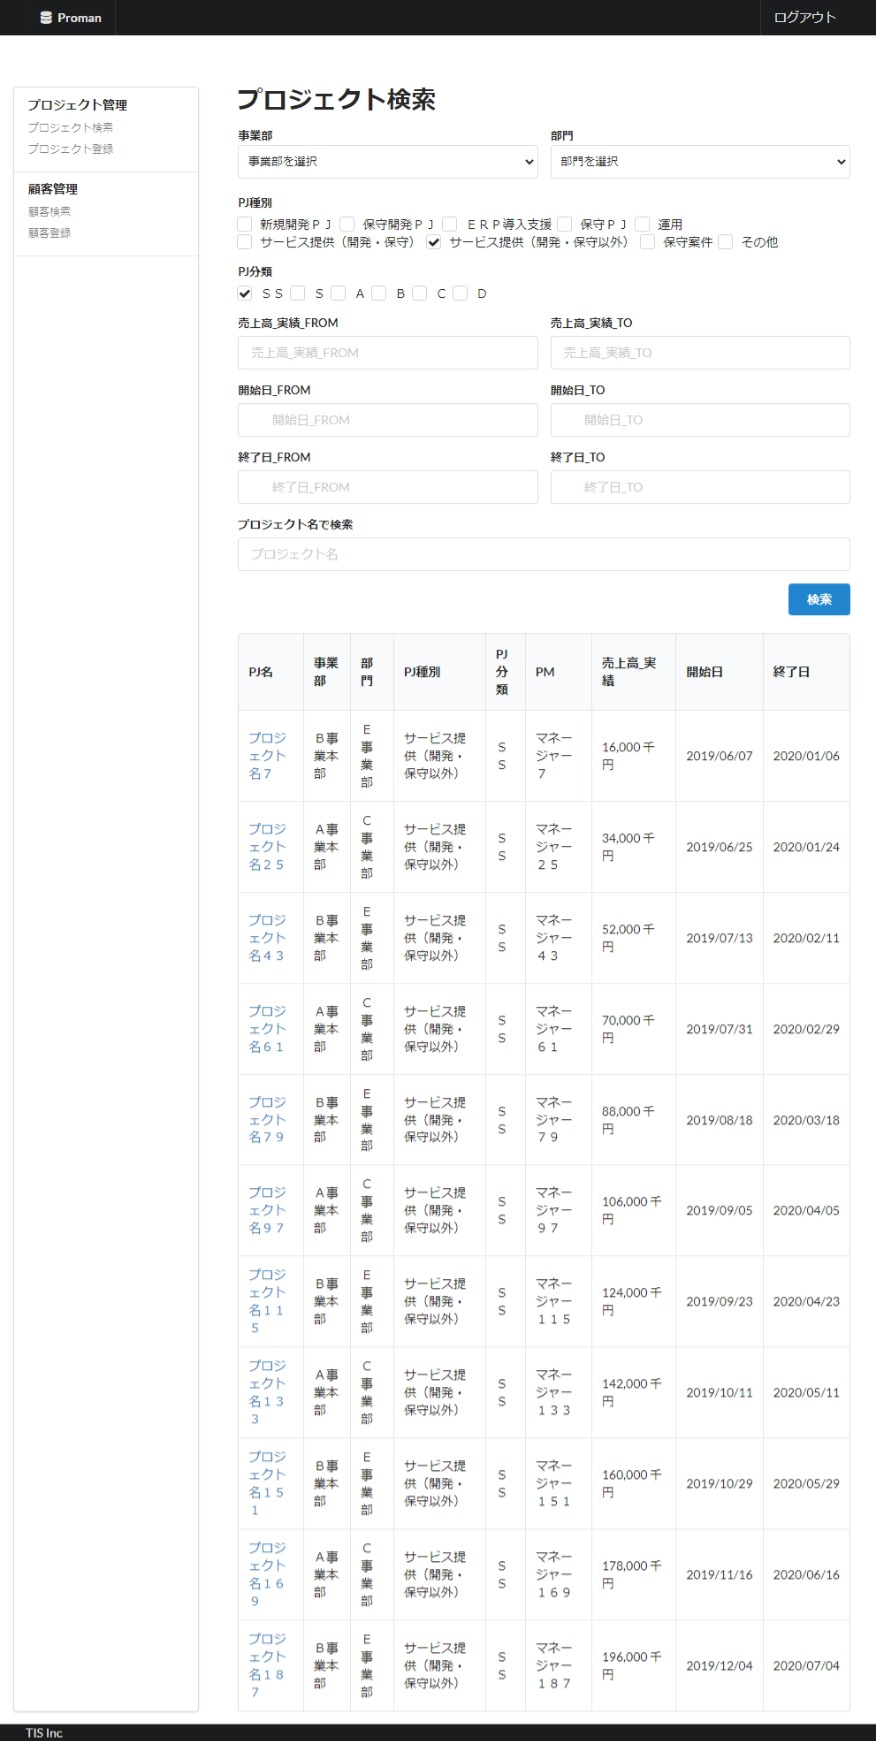 Proman
ログアウト
プロジェクト管理
プロジェクト検索
プロジェクト登録
顧客管理
顧客検索
顧客登録
プロジェクト検索
事業部 部門
事業部を選択 部門を選択
PJ種別
新規開発ＰＪ 保守開発ＰＪ ＥＲＰ導入支援 保守ＰＪ 運用
サービス提供（開発・保守） サービス提供（開発・保守以外） 保守案件 その他
PJ分類
ＳＳ Ｓ Ａ Ｂ Ｃ Ｄ
売上高_実績_FROM 売上高_実績_TO
売上高_実績_FROM 売上高_実績_TO
開始日_FROM 開始日_TO
開始日_FROM 開始日_TO
終了日_FROM 終了日_TO
終了日_FROM 終了日_TO
プロジェクト名で検索
プロジェクト名
検索
PJ名 事業部 部門 PJ種別 PJ分類 PM 売上高_実績 開始日 終了日
プロジェクト名７ Ｂ事業本部 Ｅ事業部 サービス提供（開発・保守以外） ＳＳ マネージャー７ 16,000千円 2019/06/07 2020/01/06
プロジェクト名２５ Ａ事業本部 Ｃ事業部 サービス提供（開発・保守以外） ＳＳ マネージャー２５ 34,000千円 2019/06/25 2020/01/24
プロジェクト名４３ Ｂ事業本部 Ｅ事業部 サービス提供（開発・保守以外） ＳＳ マネージャー４３ 52,000千円 2019/07/13 2020/02/11
プロジェクト名６１ Ａ事業本部 Ｃ事業部 サービス提供（開発・保守以外） ＳＳ マネージャー６１ 70,000千円 2019/07/31 2020/02/29
プロジェクト名７９ Ｂ事業本部 Ｅ事業部 サービス提供（開発・保守以外） ＳＳ マネージャー７９ 88,000千円 2019/08/18 2020/03/18
プロジェクト名９７ Ａ事業本部 Ｃ事業部 サービス提供（開発・保守以外） ＳＳ マネージャー９７ 106,000千円 2019/09/05 2020/04/05
プロジェクト名１１５ Ｂ事業本部 Ｅ事業部 サービス提供（開発・保守以外） ＳＳ マネージャー１１５ 124,000千円 2019/09/23 2020/04/23
プロジェクト名１３３ Ａ事業本部 Ｃ事業部 サービス提供（開発・保守以外） ＳＳ マネージャー１３３ 142,000千円 2019/10/11 2020/05/11
プロジェクト名１５１ Ｂ事業本部 Ｅ事業部 サービス提供（開発・保守以外） ＳＳ マネージャー１５１ 160,000千円 2019/10/29 2020/05/29
プロジェクト名１６９ Ａ事業本部 Ｃ事業部 サービス提供（開発・保守以外） ＳＳ マネージャー１６９ 178,000千円 2019/11/16 2020/06/16
プロジェクト名１８７ Ｂ事業本部 Ｅ事業部 サービス提供（開発・保守以外） ＳＳ マネージャー１８７ 196,000千円 2019/12/04 2020/07/04
TIS Inc